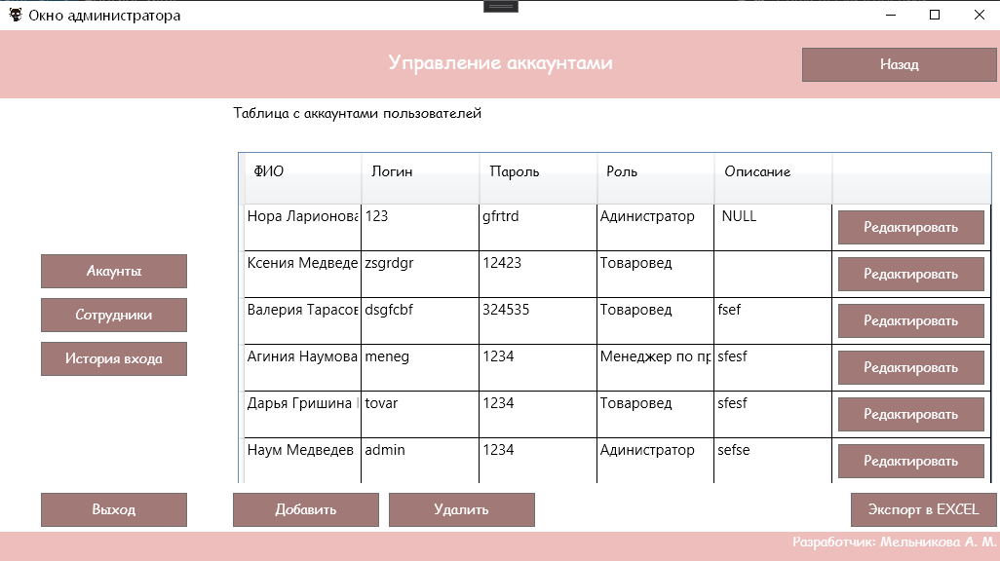 Окно администратора
Управление аккаунтами
Назад
Таблица с аккаунтами пользователей
ФИО Логин Пароль Роль Описание
Нора Ларионова 123 gfrtrd Адинистратор NULL Редактировать
Ксения Медведе zsgrdgr 12423 Товаровед Редактировать
Валерия Тарасов dsgfcbf 324535 Товаровед fsef Редактировать
Агиния Наумова meneg 1234 Менеджер по пр sfesf Редактировать
Дарья Гришина tovar 1234 Товаровед sfesf Редактировать
Наум Медведев admin 1234 Адинистратор sefse Редактировать
Акаунты
Сотрудники
История входа
Выход Добавить Удалить Экспорт в EXCEL
Разработчик: Мельникова А. М.